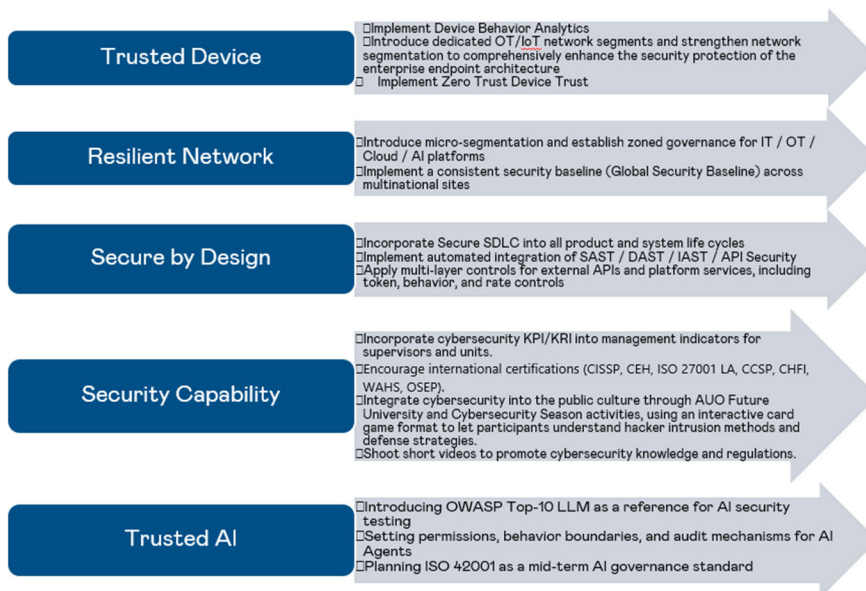 Trusted Device
□Implement Device Behavior Analytics
□Introduce dedicated OT/IoT network segments and strengthen network
segmentation to comprehensively enhance the security protection of the
enterprise endpoint architecture
□ Implement Zero Trust Device Trust
Resilient Network
□Introduce micro-segmentation and establish zoned governance for IT / OT /
Cloud / AI platforms
□Implement a consistent security baseline (Global Security Baseline) across
multinational sites
Secure by Design
□Incorporate Secure SDLC into all product and system life cycles
□Implement automated integration of SAST / DAST / IAST / API Security
□Apply multi-layer controls for external APIs and platform services, including
token, behavior, and rate controls
Security Capability
□Incorporate cybersecurity KPI/KRI into management indicators for
supervisors and units.
□Encourage international certifications (CISSP, CEH, ISO 27001 LA, CCSP, CHFI,
WAHS, OSEP).
□Integrate cybersecurity into the public culture through AUO Future
University and Cybersecurity Season activities, using an interactive card
game format to let participants understand hacker intrusion methods and
defense strategies.
□Shoot short videos to promote cybersecurity knowledge and regulations.
Trusted AI
□Introducing OWASP Top-10 LLM as a reference for AI security
testing
□Setting permissions, behavior boundaries, and audit mechanisms for AI
Agents
□Planning ISO 42001 as a mid-term AI governance standard